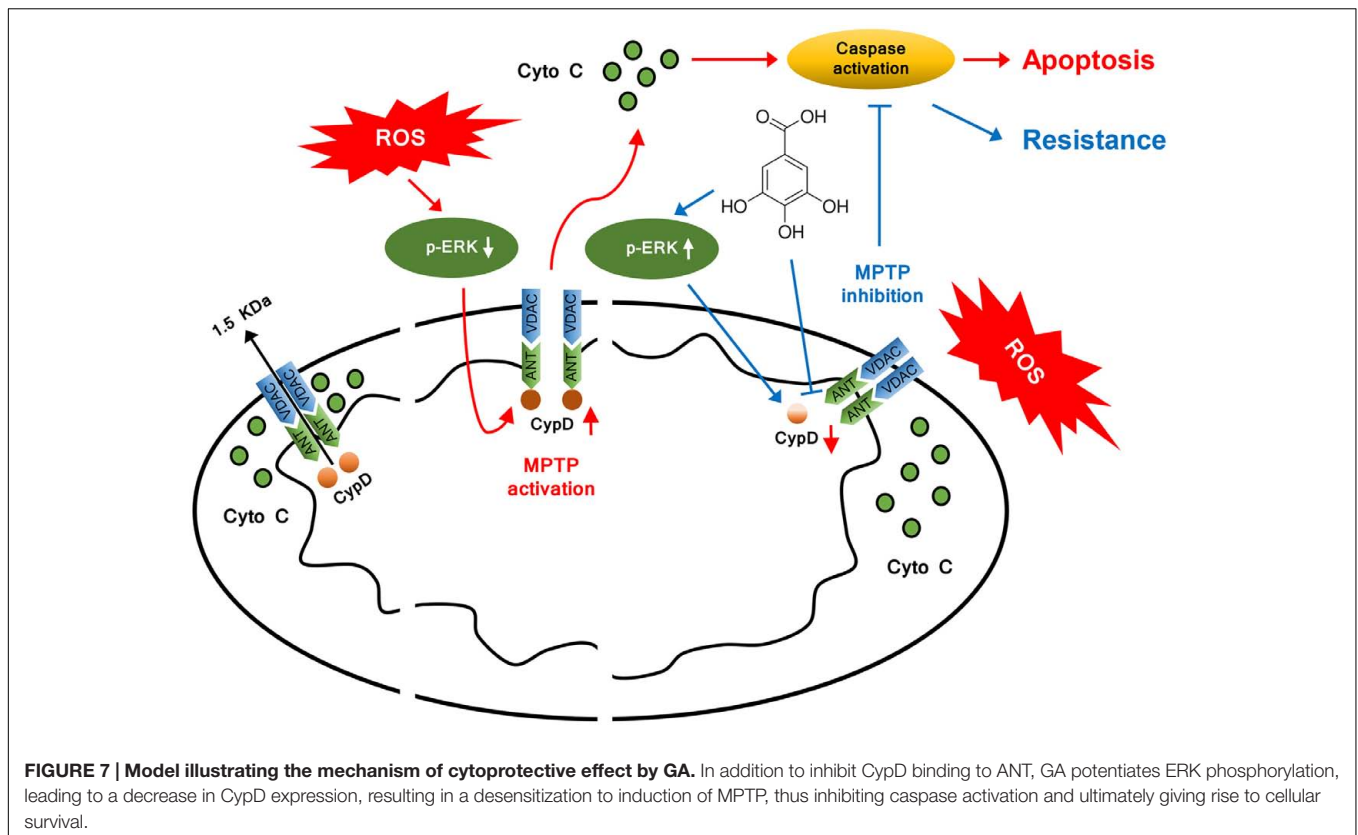 Cyto C
Caspase
activation
Apoptosis
Resistance
ROS
O
OH
HO
OH
OH
p-ERK
p-ERK
MPTP
inhibition
ROS
1.5 KDa
VDAC
VDAC
ANT
ANT
CypD
Cyto C
VDAC
VDAC
ANT
ANT
CypD
MPTP
activation
VDAC
VDAC
ANT
ANT
CypD
Cyto C
FIGURE 7 | Model illustrating the mechanism of cytoprotective effect by GA. In addition to inhibit CypD binding to ANT, GA potentiates ERK phosphorylation,
leading to a decrease in CypD expression, resulting in a desensitization to induction of MPTP, thus inhibiting caspase activation and ultimately giving rise to cellular
survival.